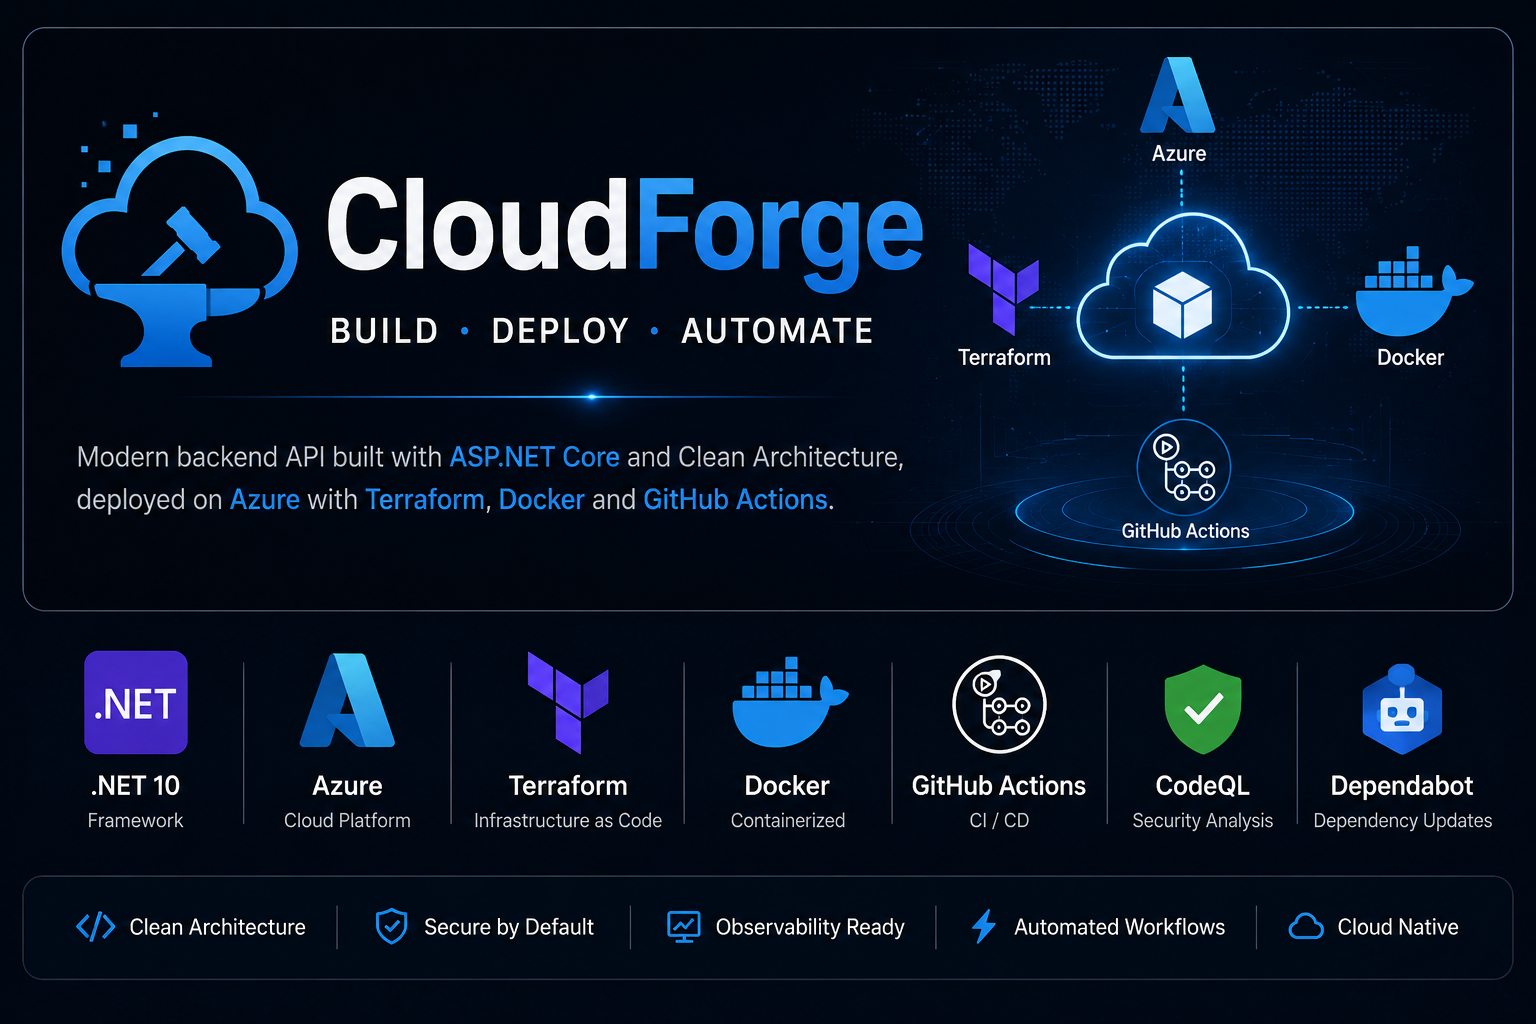 CloudForge
BUILD • DEPLOY • AUTOMATE
Modern backend API built with ASP.NET Core and Clean Architecture,
deployed on Azure with Terraform, Docker and GitHub Actions.
Azure
Terraform
Docker
GitHub Actions
.NET
.NET 10
Framework
Azure
Cloud Platform
Terraform
Infrastructure as Code
Docker
Containerized
GitHub Actions
CI / CD
CodeQL
Security Analysis
Dependabot
Dependency Updates
</> Clean Architecture
Secure by Default
Observability Ready
Automated Workflows
Cloud Native